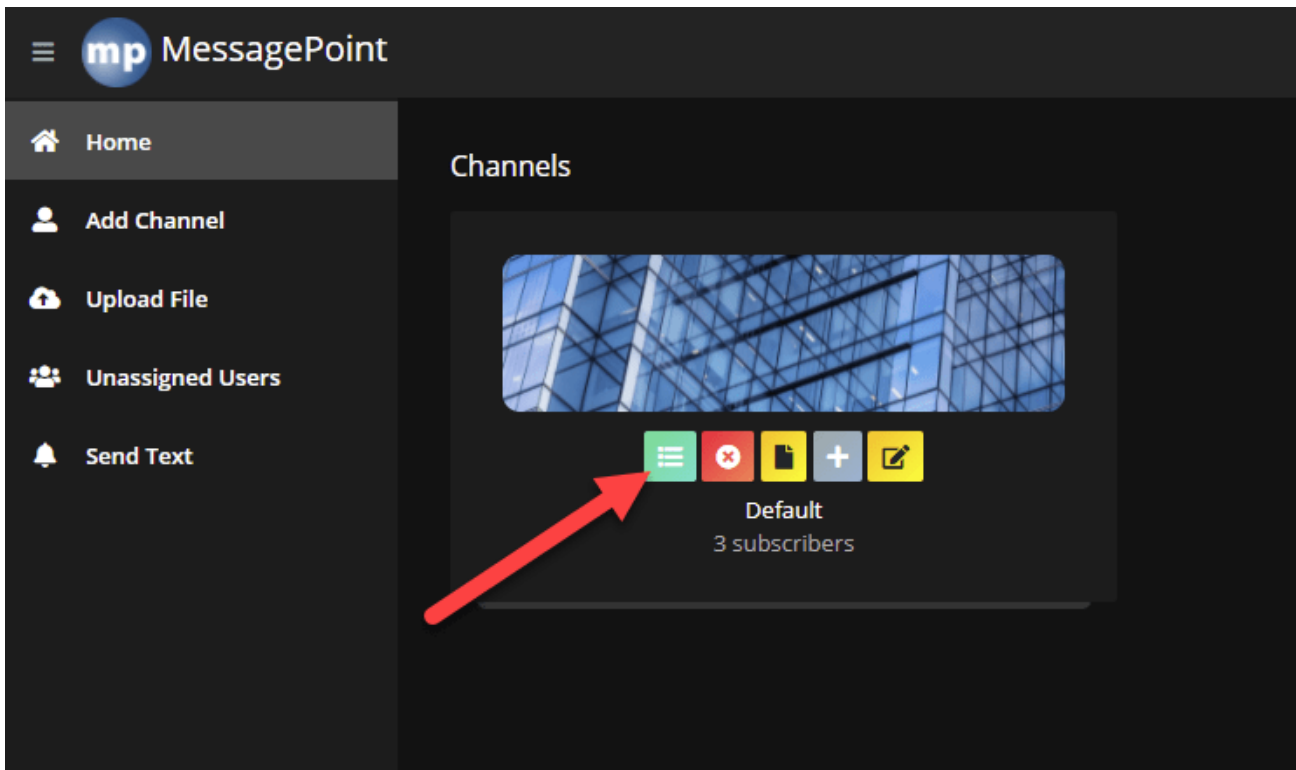 mp MessagePoint
Home
Add Channel
Upload File
Unassigned Users
Send Text
Channels
Default
3 subscribers